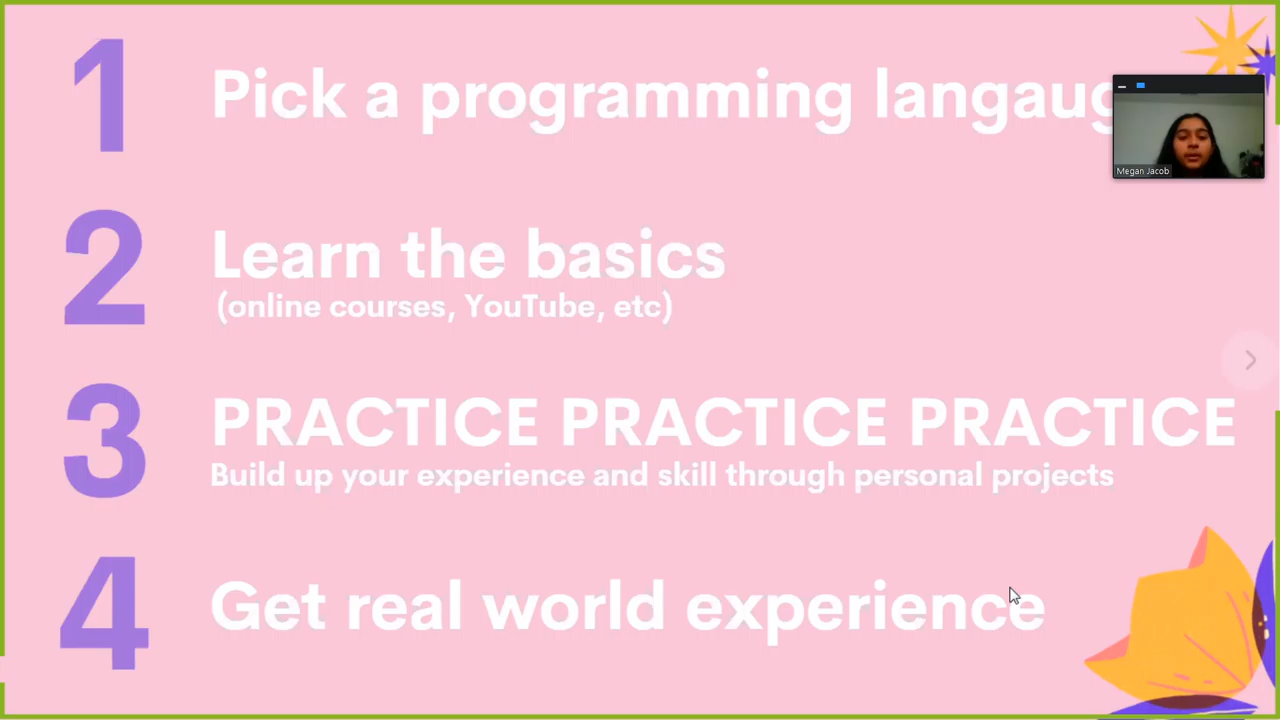 1
Pick a programming langaug
2
Learn the basics
(online courses, YouTube, etc)
3
PRACTICE PRACTICE PRACTICE
Build up your experience and skill through personal projects
4
Get real world experience
Megan Jacob